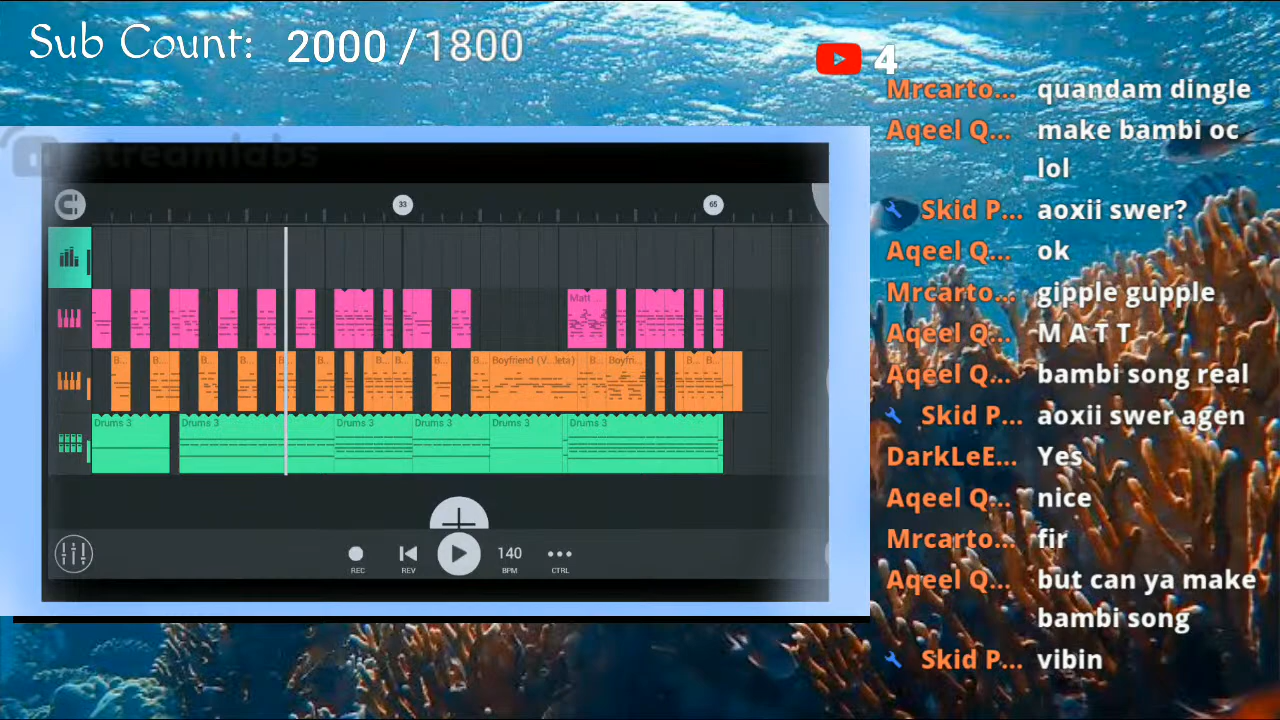 Sub Count: 2000 / 1800
4
Mrcarto... quandam dingle
Aqeel Q... make bambi oc
lol
Skid P... aoxii swer?
Aqeel Q... ok
Mrcarto... gipple gupple
Aqeel Q... M A T T
Aqeel Q... bambi song real
Skid P... aoxii swer agen
DarkLeE... Yes
Aqeel Q... nice
Mrcarto... fir
Aqeel Q... but can ya make
bambi song
Skid P... vibin
streamlabs
33 65
Matt ...
B... B... B... B... B... B... B... B... B... B... Boyfriend (V...leta) B... Boyfri... B... B...
Drums 3 Drums 3 Drums 3 Drums 3 Drums 3 Drums 3
140
REC REV BPM CTRL